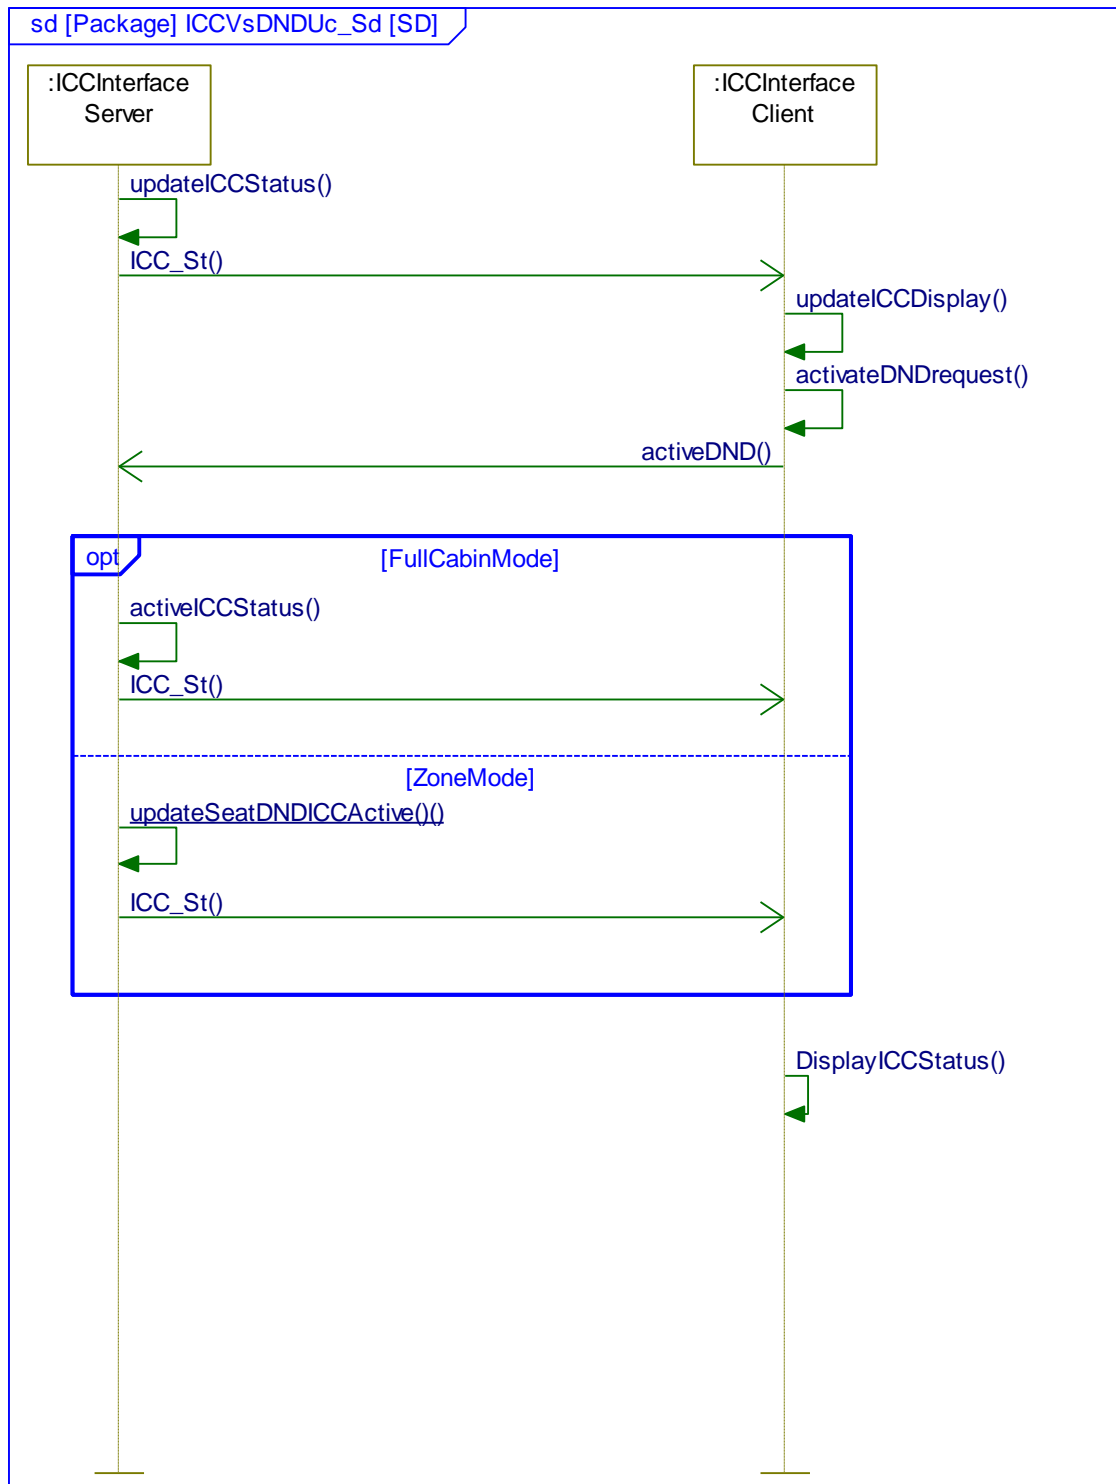 sd [Package] ICCVsDNDUc_Sd [SD]
:ICCInterface
Server
:ICCInterface
Client
updateICCStatus()
ICC_St()
updateICCDisplay()
activateDNDrequest()
activeDND()
opt
[FullCabinMode]
activeICCStatus()
ICC_St()
[ZoneMode]
updateSeatDNDICCActive()()
ICC_St()
DisplayICCStatus()